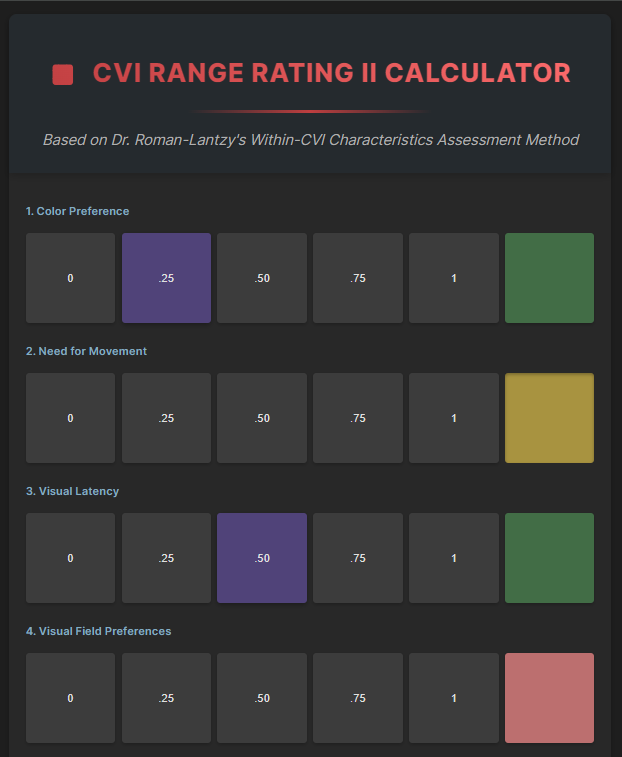 CVI RANGE RATING II CALCULATOR
Based on Dr. Roman-Lantzy's Within-CVI Characteristics Assessment Method
1. Color Preference
0 .25 .50 .75 1
2. Need for Movement
0 .25 .50 .75 1
3. Visual Latency
0 .25 .50 .75 1
4. Visual Field Preferences
0 .25 .50 .75 1